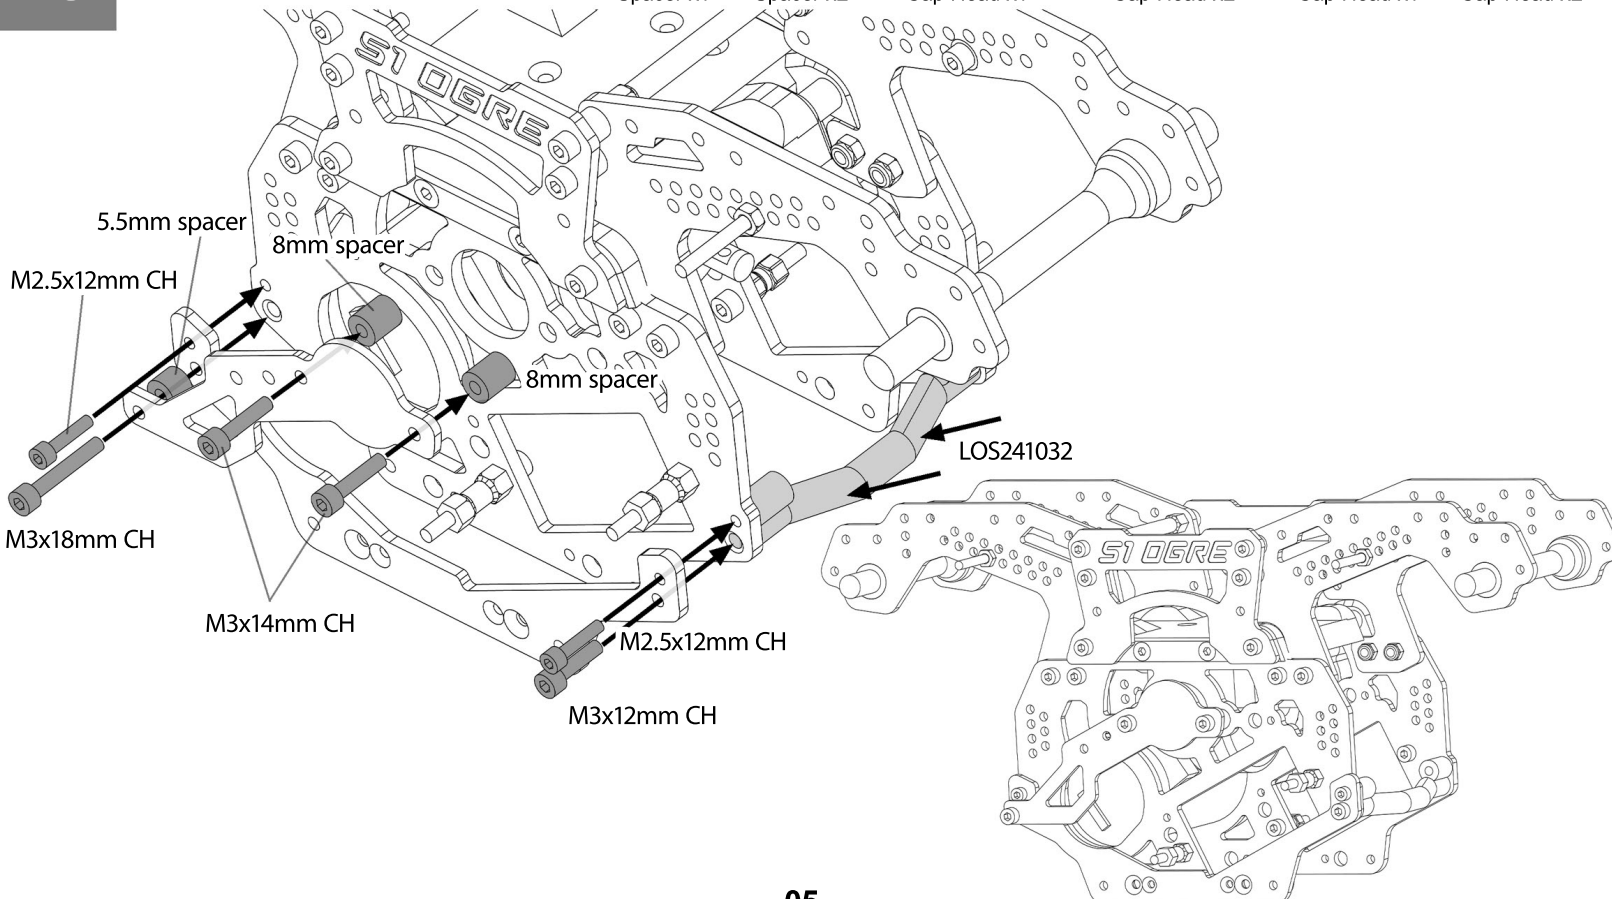 S1 OGRE
5.5mm spacer
8mm spacer
M2.5x12mm CH
8mm spacer
LOS241032
M3x18mm CH
S1 OGRE
M3x14mm CH
M2.5x12mm CH
M3x12mm CH
05